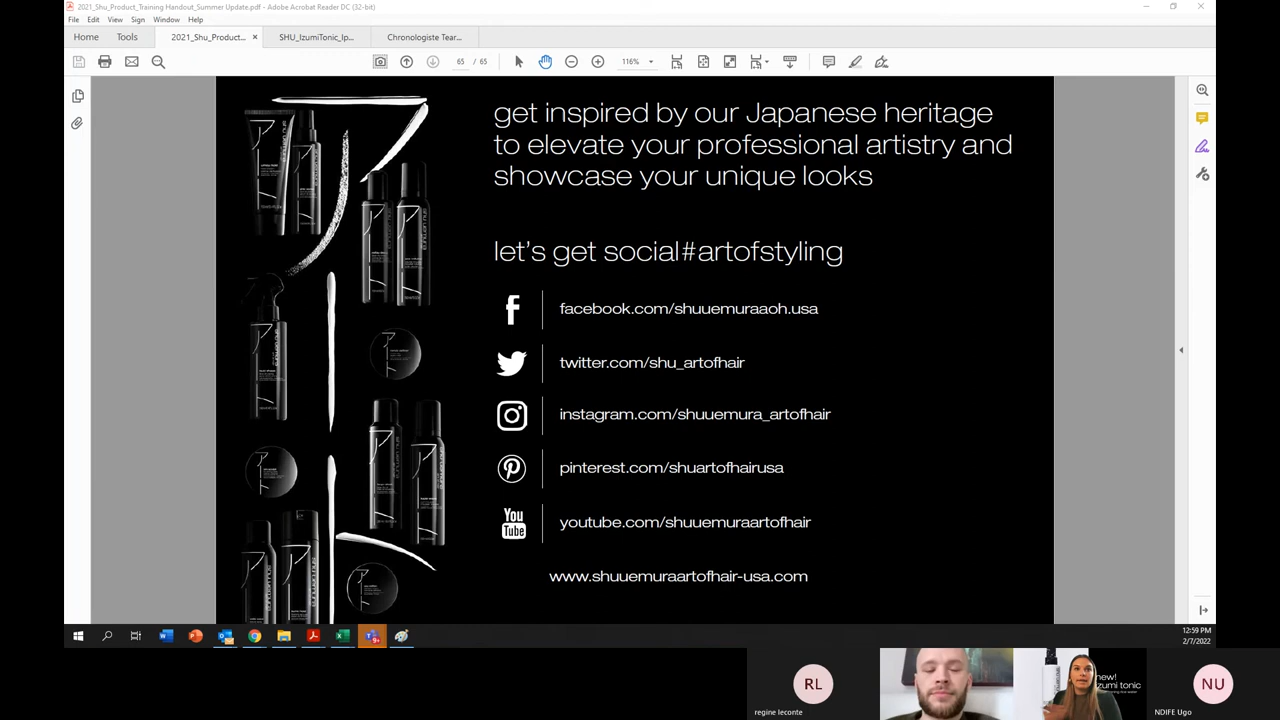 2021_Shu_Product_Training Handout_Summer Update.pdf - Adobe Acrobat Reader DC (32-bit)
File Edit View Sign Window Help
Home Tools 2021_Shu_Product... SHU_IzumiTonic_Ip... Chronologiste Tear...
65 / 65 116%
get inspired by our Japanese heritage
to elevate your professional artistry and
showcase your unique looks
let's get social#artofstyling
facebook.com/shuuemuraaoh.usa
twitter.com/shu_artofhair
instagram.com/shuuemura_artofhair
pinterest.com/shuartofhairusa
You
Tube
youtube.com/shuuemuraartofhair
www.shuuemuraartofhair-usa.com
12:59 PM
2/7/2022
RL
regine leconte
new!
izumi tonic
NU
NDIFE Ugo